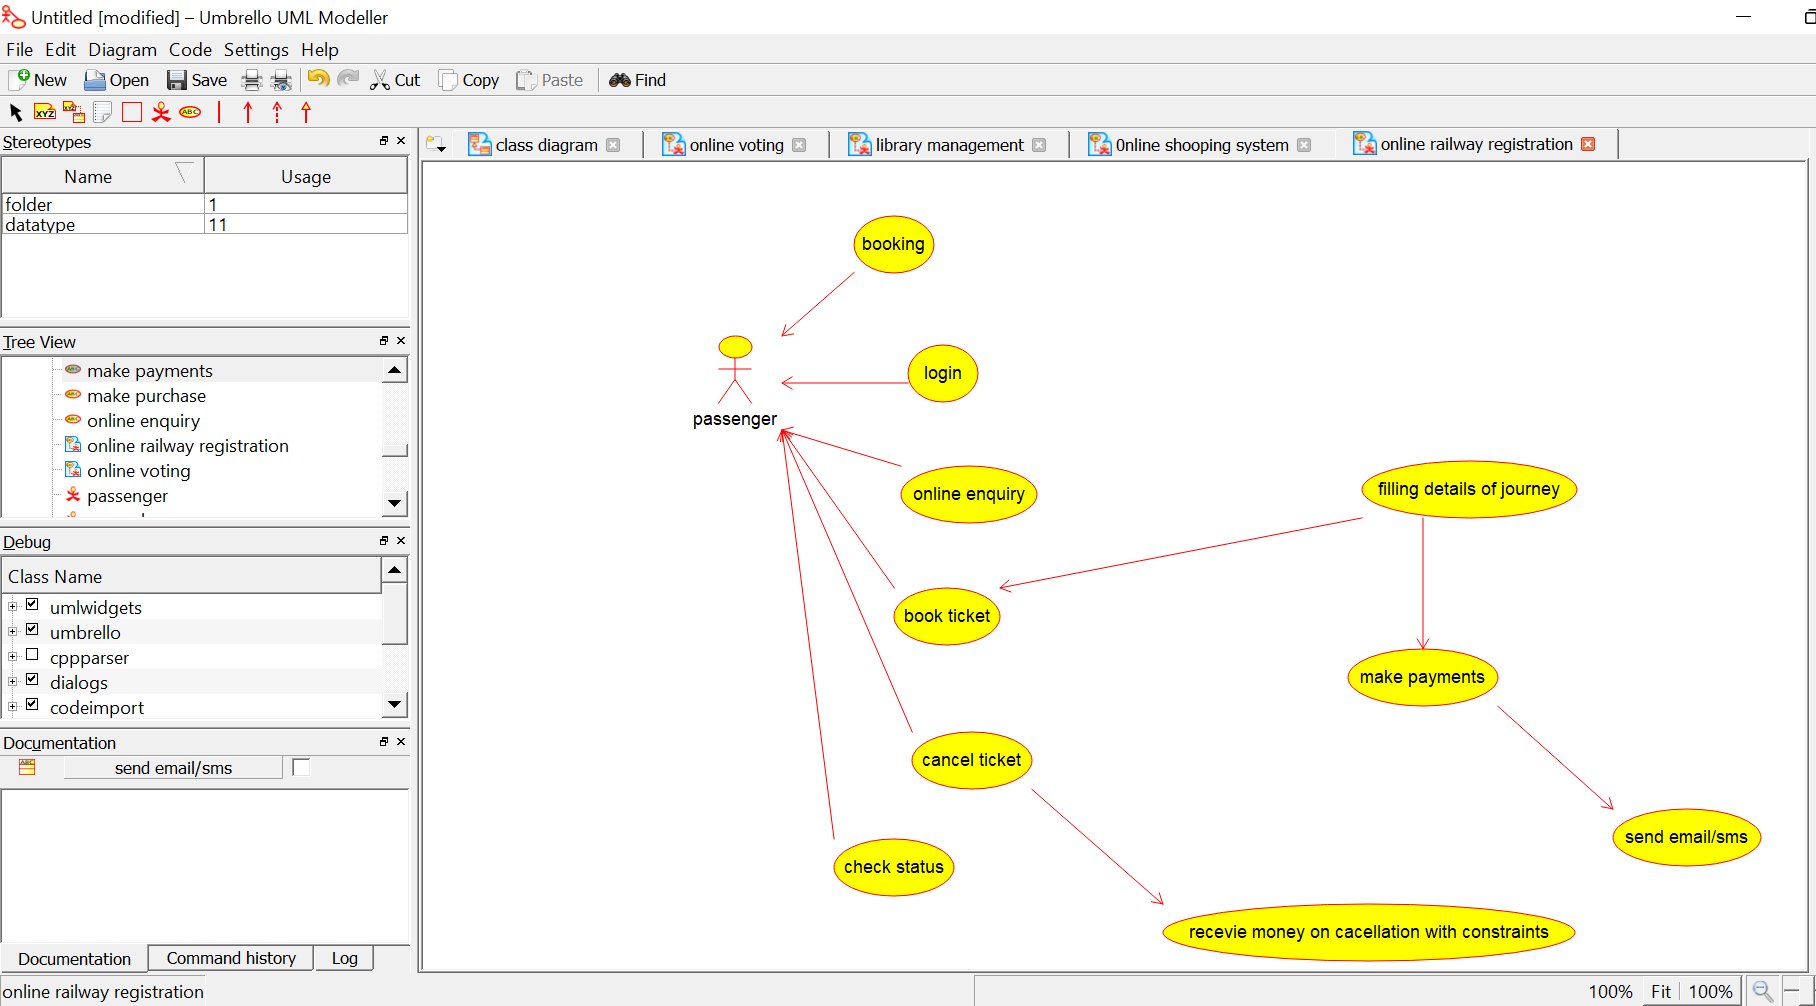 Untitled [modified] – Umbrello UML Modeller
File Edit Diagram Code Settings Help
New Open Save Cut Copy Paste Find
XYZ XYZ ABC
Stereotypes
Name Usage
folder 1
datatype 11
Tree View
make payments
make purchase
online enquiry
online railway registration
online voting
passenger
Debug
Class Name
umlwidgets
umbrello
cppparser
dialogs
codeimport
Documentation
send email/sms
Documentation Command history Log
online railway registration
class diagram online voting library management 0nline shooping system online railway registration
booking
login
passenger
online enquiry
filling details of journey
book ticket
make payments
cancel ticket
send email/sms
check status
recevie money on cacellation with constraints
100% Fit 100%